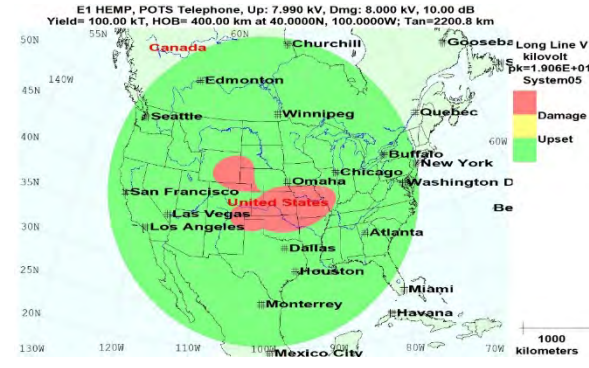 E1 HEMP, POTS Telephone, Up: 7.990 kV, Dmg: 8.000 kV, 10.00 dB
Yield= 100.00 kT, HOB= 400.00 km at 40.0000N, 100.0000W; Tan=2200.8 km
50N
55N
60N
Canada
Churchill
Gooseba
Long Line V
kilovolt
pk=1.906E+01
System05
140W
Edmonton
45N
Seattle
Winnipeg
Quebec
Damage
40N
Upset
60W
Buffalo
New York
Chicago
35N
San Francisco
Omaha
Washington D
United States
Be
Las Vegas
30N
Los Angeles
Atlanta
Dallas
25N
Houston
Miami
20N
Monterrey
Havana
1000
kilometers
130W
120W
110W
100W
90W
80W
70W
Mexico City